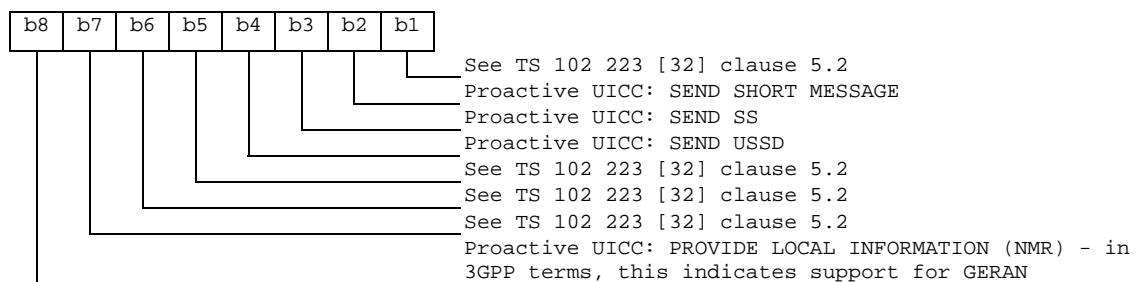 b8 b7 b6 b5 b4 b3 b2 b1
See TS 102 223 [32] clause 5.2
Proactive UICC: SEND SHORT MESSAGE
Proactive UICC: SEND SS
Proactive UICC: SEND USSD
See TS 102 223 [32] clause 5.2
See TS 102 223 [32] clause 5.2
See TS 102 223 [32] clause 5.2
Proactive UICC: PROVIDE LOCAL INFORMATION (NMR) – in
3GPP terms, this indicates support for GERAN